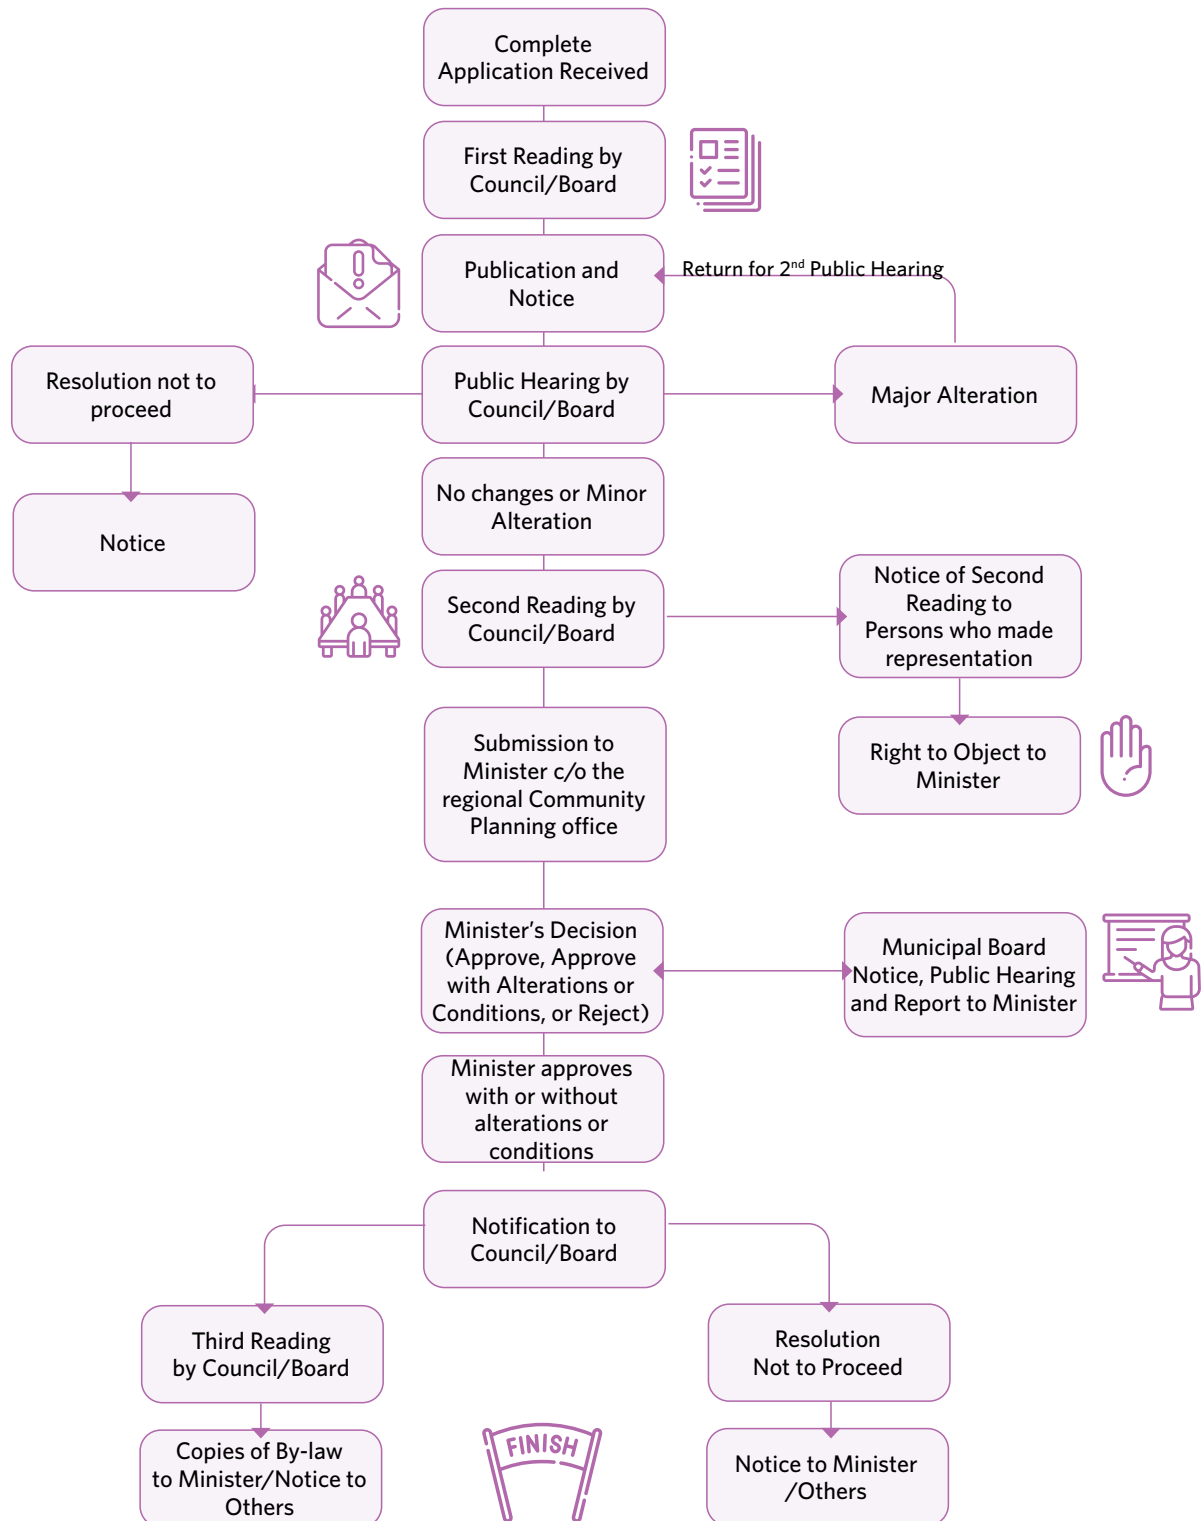 Complete
Application Received
First Reading by
Council/Board
Publication and
Notice
Return for 2nd Public Hearing
Resolution not to
proceed
Public Hearing by
Council/Board
Major Alteration
No changes or Minor
Alteration
Notice
Second Reading by
Council/Board
Notice of Second
Reading to
Persons who made
representation
Submission to
Minister c/o the
regional Community
Planning office
Right to Object to
Minister
Minister's Decision
(Approve, Approve
with Alterations or
Conditions, or Reject)
Municipal Board
Notice, Public Hearing
and Report to Minister
Minister approves
with or without
alterations or
conditions
Notification to
Council/Board
Third Reading
by Council/Board
Resolution
Not to Proceed
Copies of By-law
to Minister/Notice to
Others
FINISH
Notice to Minister
/Others